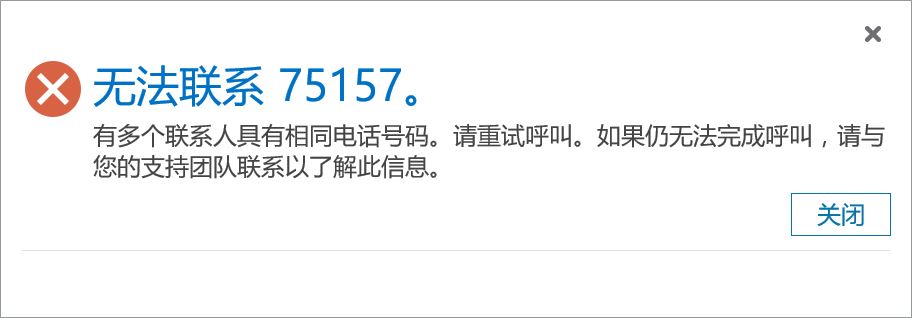 无法联系 75157。
有多个联系人具有相同电话号码。请重试呼叫。如果仍无法完成呼叫，请与
您的支持团队联系以了解此信息。
关闭